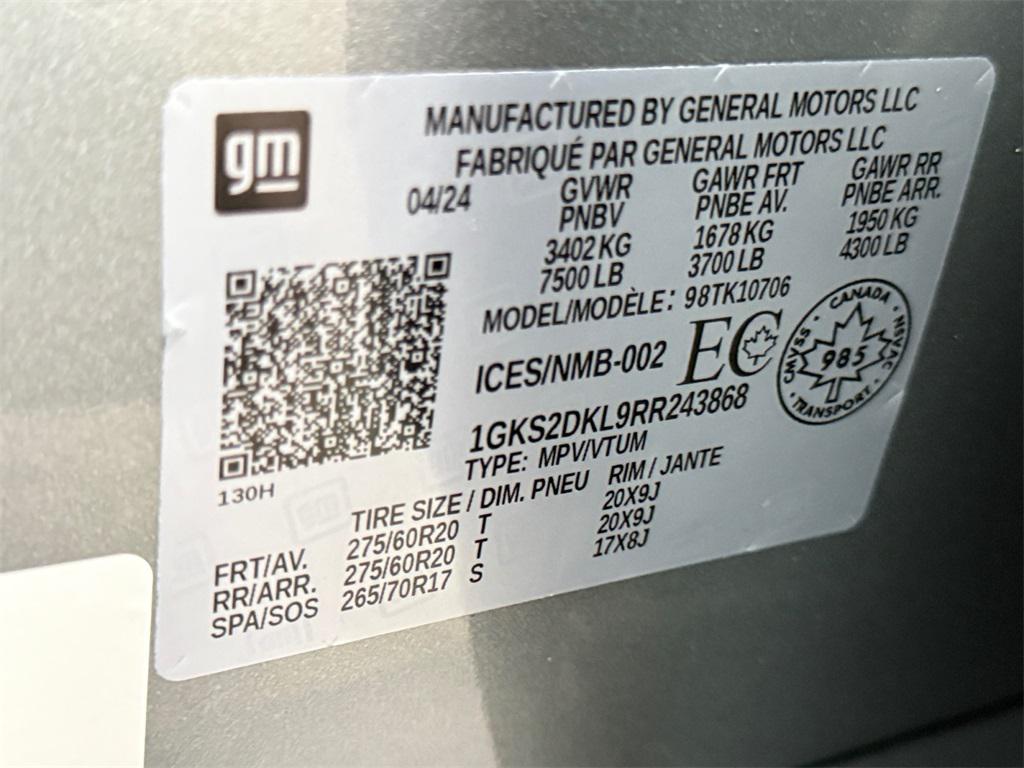 gm
MANUFACTURED BY GENERAL MOTORS LLC
FABRIQUÉ PAR GENERAL MOTORS LLC
04/24 GVWR GAWR FRT GAWR RR
PNBV PNBE AV. PNBE ARR.
3402 KG 1678 KG 1950 KG
7500 LB 3700 LB 4300 LB
MODEL/MODÈLE: 98TK10706
ICES/NMB-002 EC
CANADA
CMVSS 985 NSVAC
TRANSPORT
1GKS2DKL9RR243868
TYPE: MPV/VTUM
130H
TIRE SIZE / DIM. PNEU RIM / JANTE
FRT/AV. 275/60R20 T 20X9J
RR/ARR. 275/60R20 T 20X9J
SPA/SOS 265/70R17 S 17X8J